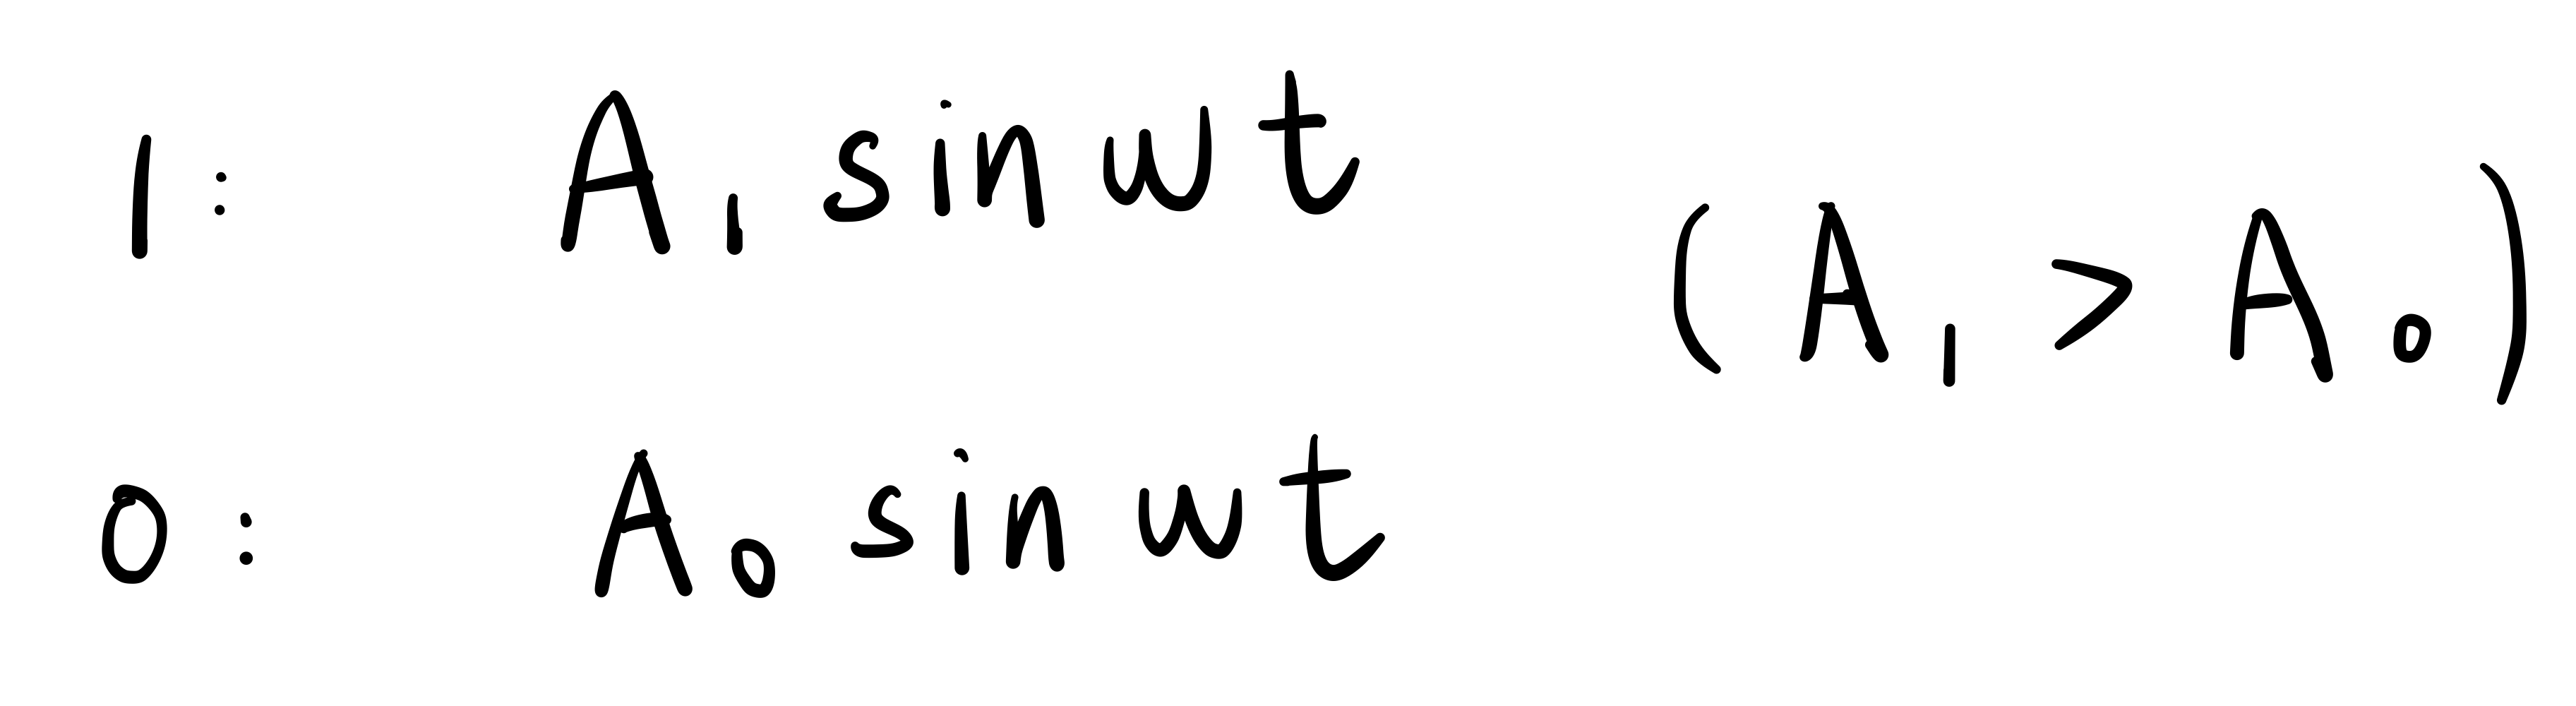 1: A₁ sin ωt
(A₁ > A₀)
0: A₀ sin ωt